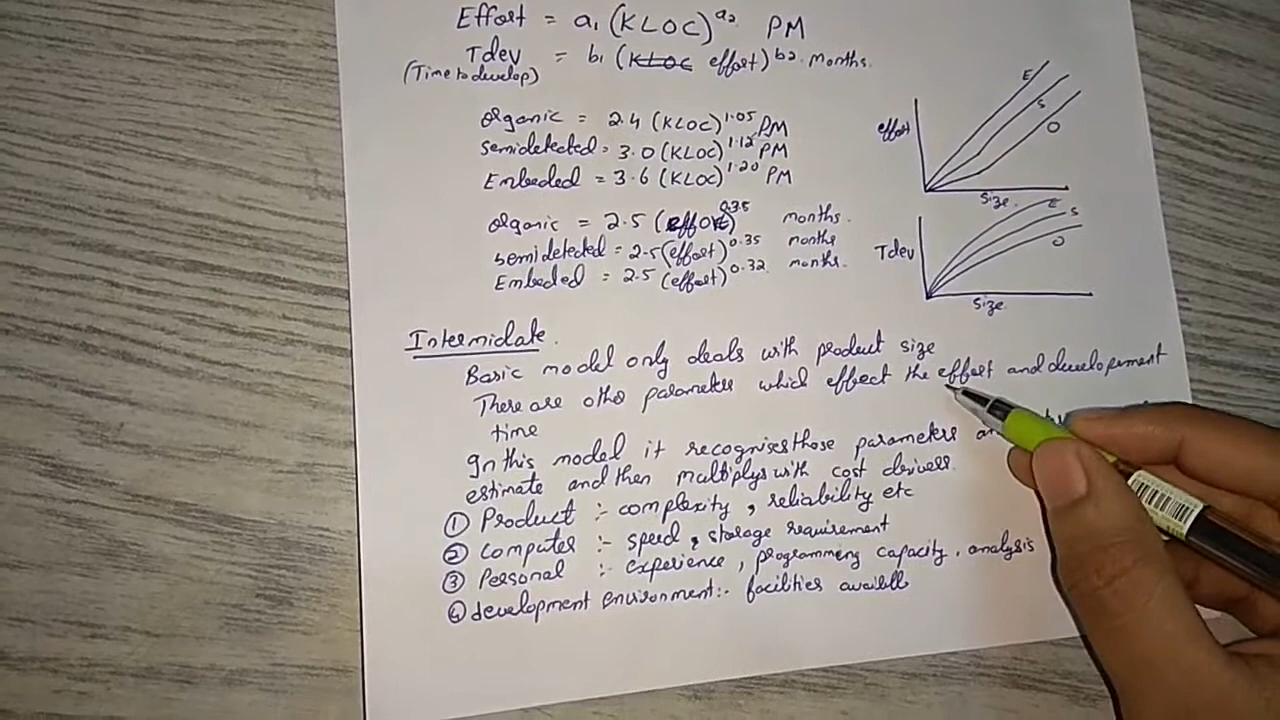 Effort = a1 (KLOC)^a2 PM
Tdev = b1 (KLOC effort)^b2 months.
(Time to develop)
Organic = 2.4 (KLOC)^1.05 PM
Semidetected = 3.0 (KLOC)^1.12 PM
Embeded = 3.6 (KLOC)^1.20 PM
Organic = 2.5 (effort)^0.35 months.
semidetected = 2.5 (effort)^0.35 months
Embeded = 2.5 (effort)^0.32 months.
effort
E
S
O
Size.
Tdev
E
S
O
Size
Intermidate.
Basic model only deals with product size
There are other parameter which effect the effort and development
time
In this model it recognises those parameters
estimate and then multiplys with cost drivers.
① Product :- complexity, reliability etc
② Computer :- speed, storage requirement
③ Personal :- experience, programming capacity, analysis
④ development environment:- facilities availble